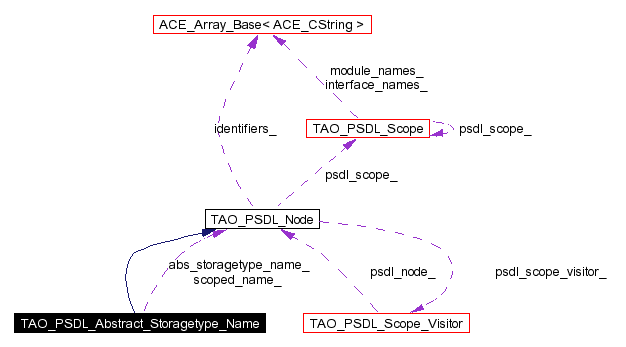 ACE_Array_Base< ACE_CString >
module_names_
interface_names_
identifiers_
TAO_PSDL_Scope
psdl_scope_
psdl_scope_
TAO_PSDL_Node
abs_storagetype_name_
scoped_name_
psdl_node_
psdl_scope_visitor_
TAO_PSDL_Abstract_Storagetype_Name
TAO_PSDL_Scope_Visitor